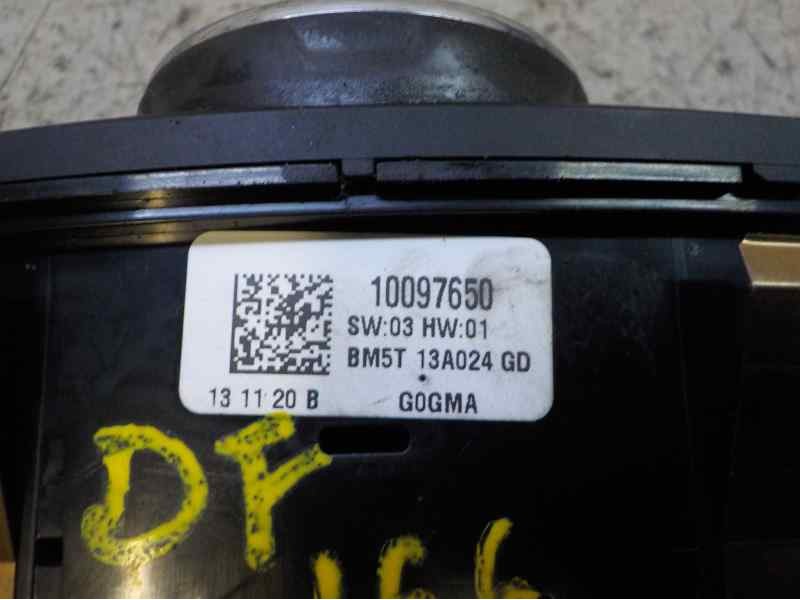 10097650
SW:03 HW:01
BM5T 13A024 GD
13 11 20 B G0GMA
DF
166